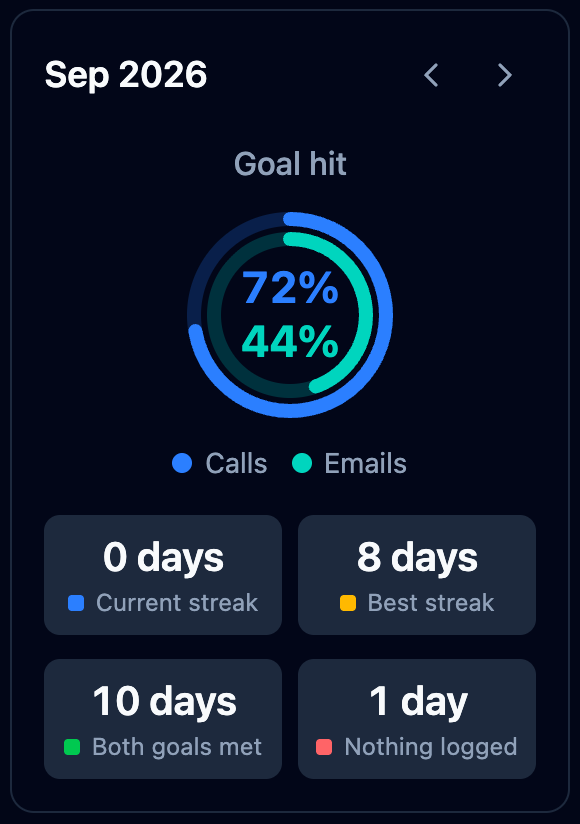 Sep 2026
Goal hit
72%
44%
Calls Emails
0 days 8 days
Current streak Best streak
10 days 1 day
Both goals met Nothing logged